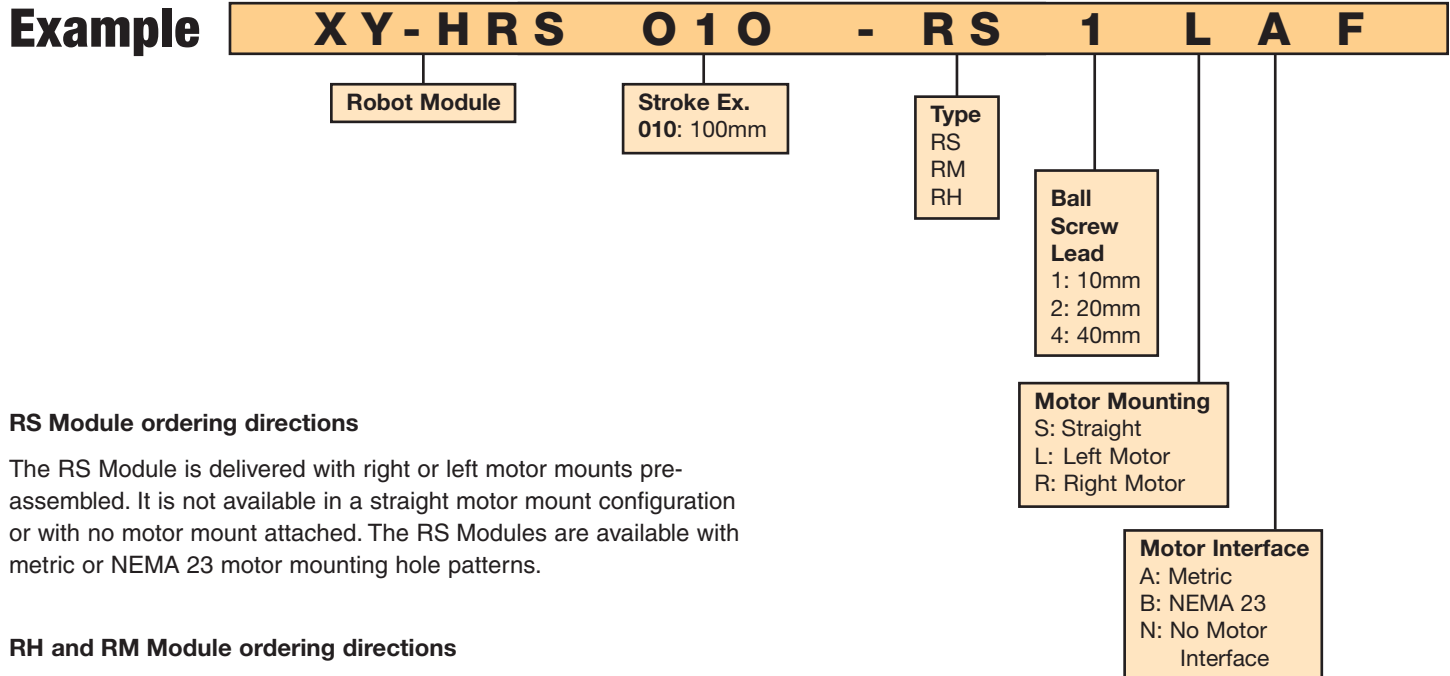 Example XY-HRS 010 - RS 1 L A F
Robot Module
Stroke Ex.
010: 100mm
Type
RS
RM
RH
Ball
Screw
Lead
1: 10mm
2: 20mm
4: 40mm
Motor Mounting
S: Straight
L: Left Motor
R: Right Motor
Motor Interface
A: Metric
B: NEMA 23
N: No Motor
Interface
RS Module ordering directions
The RS Module is delivered with right or left motor mounts pre-
assembled. It is not available in a straight motor mount configuration
or with no motor mount attached. The RS Modules are available with
metric or NEMA 23 motor mounting hole patterns.
RH and RM Module ordering directions